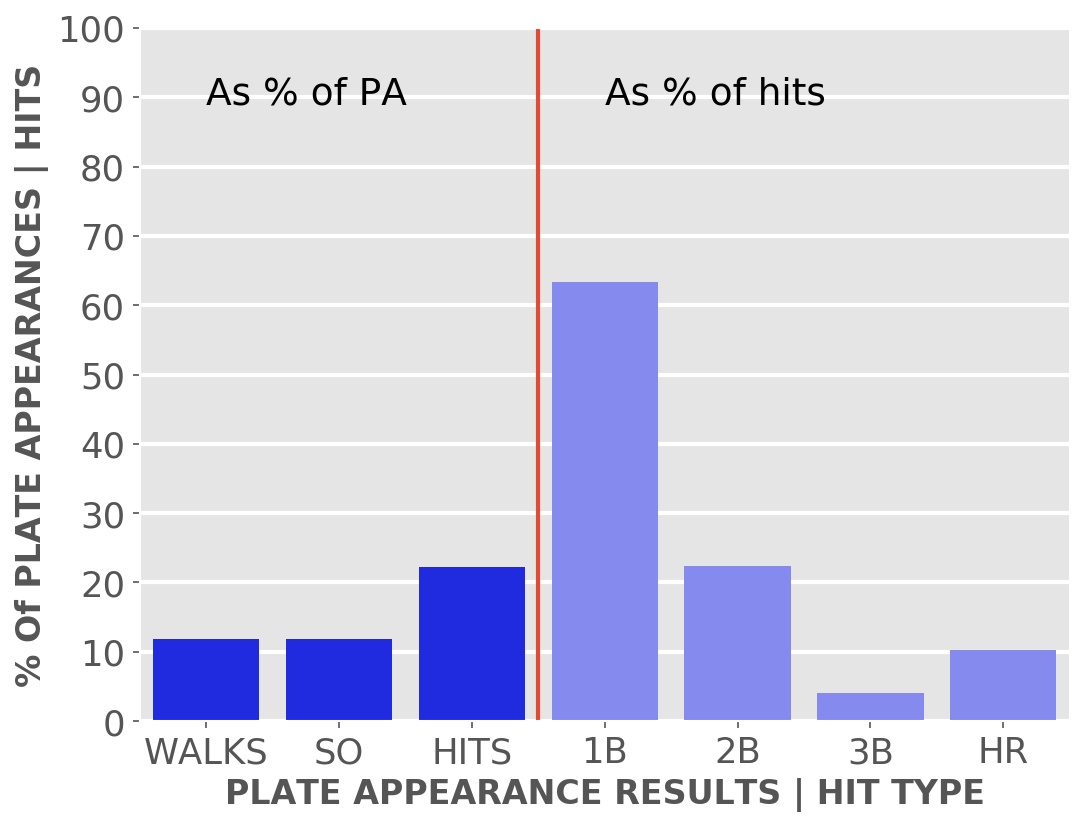 % Of PLATE APPEARANCES | HITS
100
90
80
70
60
50
40
30
20
10
0
As % of PA
As % of hits
WALKS SO HITS 1B 2B 3B HR
PLATE APPEARANCE RESULTS | HIT TYPE